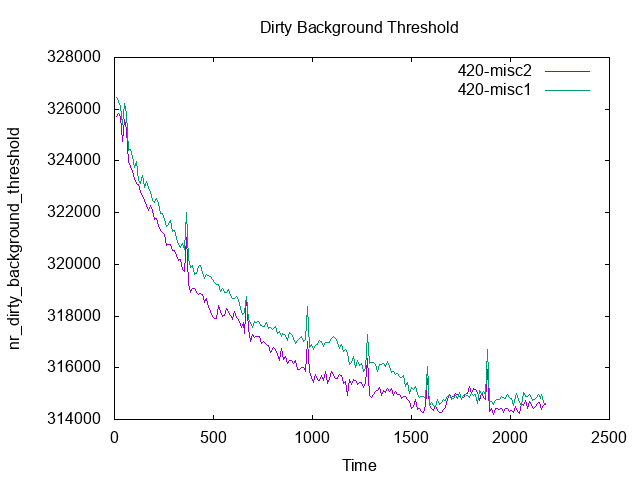 Dirty Background Threshold
328000
326000
324000
322000
320000
318000
316000
314000
nr_dirty_background_threshold
420-misc2
420-misc1
0 500 1000 1500 2000 2500
Time